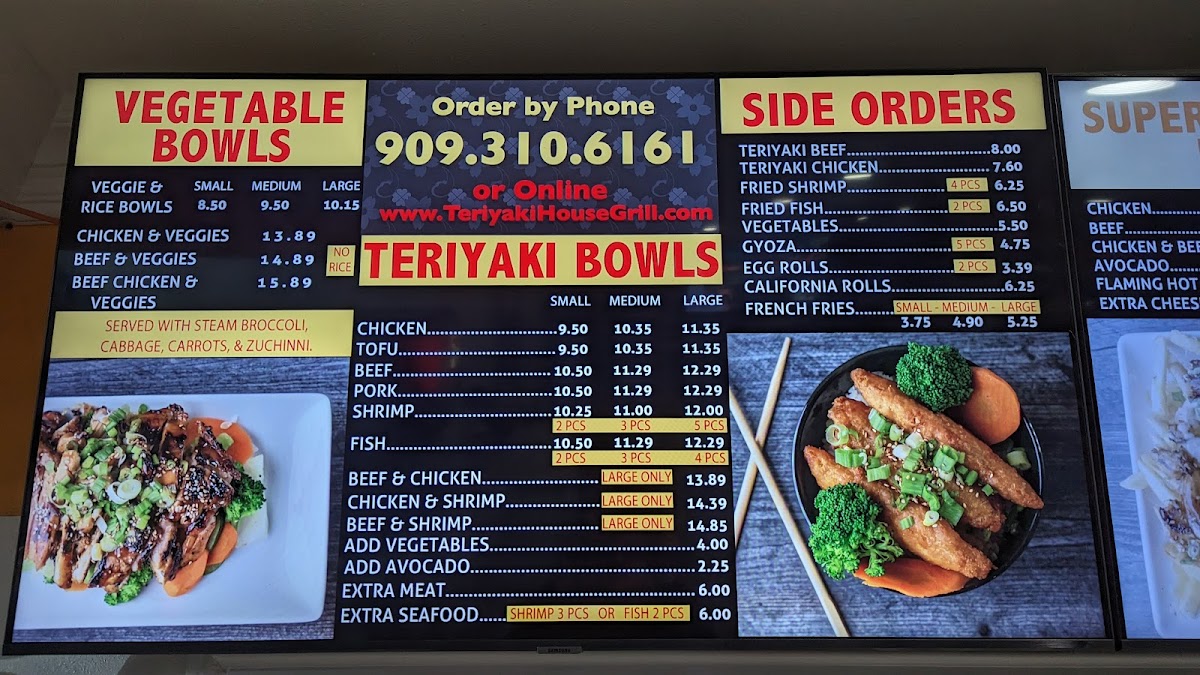 VEGETABLE
BOWLS
VEGGIE & SMALL MEDIUM LARGE
RICE BOWLS 8.50 9.50 10.15
CHICKEN & VEGGIES 13.89
BEEF & VEGGIES 14.89
BEEF CHICKEN & 15.89
VEGGIES
NO
RICE
SERVED WITH STEAM BROCCOLI,
CABBAGE, CARROTS, & ZUCHINNI.
Order by Phone
909.310.6161
or Online
www.TeriyakiHouseGrill.com
TERIYAKI BOWLS
SMALL MEDIUM LARGE
CHICKEN 9.50 10.35 11.35
TOFU 9.50 10.35 11.35
BEEF 10.50 11.29 12.29
PORK 10.50 11.29 12.29
SHRIMP 10.25 11.00 12.00
2 PCS 3 PCS 5 PCS
FISH 10.50 11.29 12.29
2 PCS 3 PCS 4 PCS
BEEF & CHICKEN LARGE ONLY 13.89
CHICKEN & SHRIMP LARGE ONLY 14.39
BEEF & SHRIMP LARGE ONLY 14.85
ADD VEGETABLES 4.00
ADD AVOCADO 2.25
EXTRA MEAT 6.00
EXTRA SEAFOOD SHRIMP 3 PCS OR FISH 2 PCS 6.00
SIDE ORDERS
TERIYAKI BEEF 8.00
TERIYAKI CHICKEN 7.60
FRIED SHRIMP 4 PCS 6.25
FRIED FISH 2 PCS 6.50
VEGETABLES 5.50
GYOZA 5 PCS 4.75
EGG ROLLS 2 PCS 3.39
CALIFORNIA ROLLS 6.25
FRENCH FRIES SMALL - MEDIUM - LARGE
3.75 4.90 5.25
SUPER
CHICKEN
BEEF
CHICKEN & BEE
AVOCADO
FLAMING HOT
EXTRA CHEES
SAMSUNG